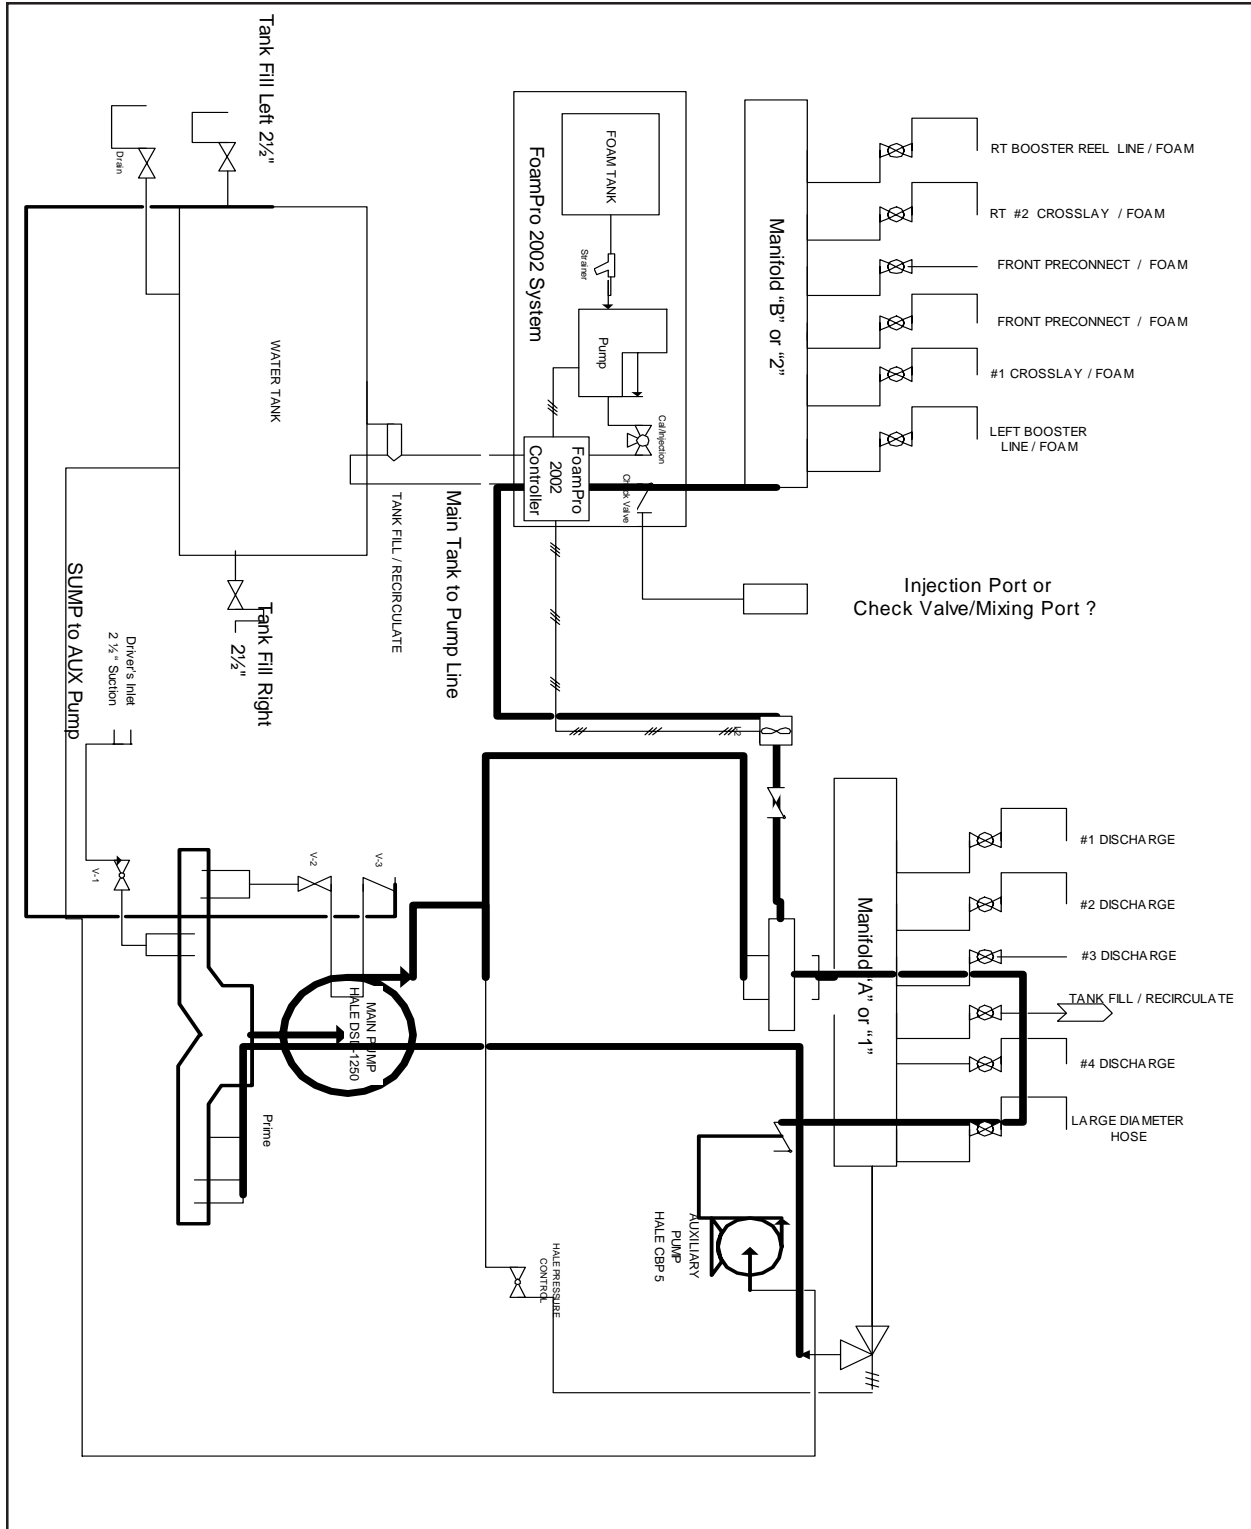 Tank Fill Left 2½"
Drain
WATER TANK
TANK FILL / RECIRCULATE
Main Tank to Pump Line
Tank Fill Right
2½"
SUMP to AUX Pump
Driver's Inlet
2 ½ " Suction
FoamPro 2002 System
FOAM TANK
Strainer
Pump
Cal/Injection
Check Valve
FoamPro
2002
Controller
Manifold "B" or "2"
RT BOOSTER REEL LINE / FOAM
RT #2 CROSSLAY / FOAM
FRONT PRECONNECT / FOAM
FRONT PRECONNECT / FOAM
#1 CROSSLAY / FOAM
LEFT BOOSTER
LINE / FOAM
Injection Port or
Check Valve/Mixing Port ?
V-1
V-2
V-3
MAIN PUMP
HALE DSD-1250
Prime
Manifold "A" or "1"
#1 DISCHARGE
#2 DISCHARGE
#3 DISCHARGE
TANK FILL / RECIRCULATE
#4 DISCHARGE
LARGE DIAMETER
HOSE
AUXILIARY
PUMP
HALE CBP 5
HALE PRESSURE
CONTROL